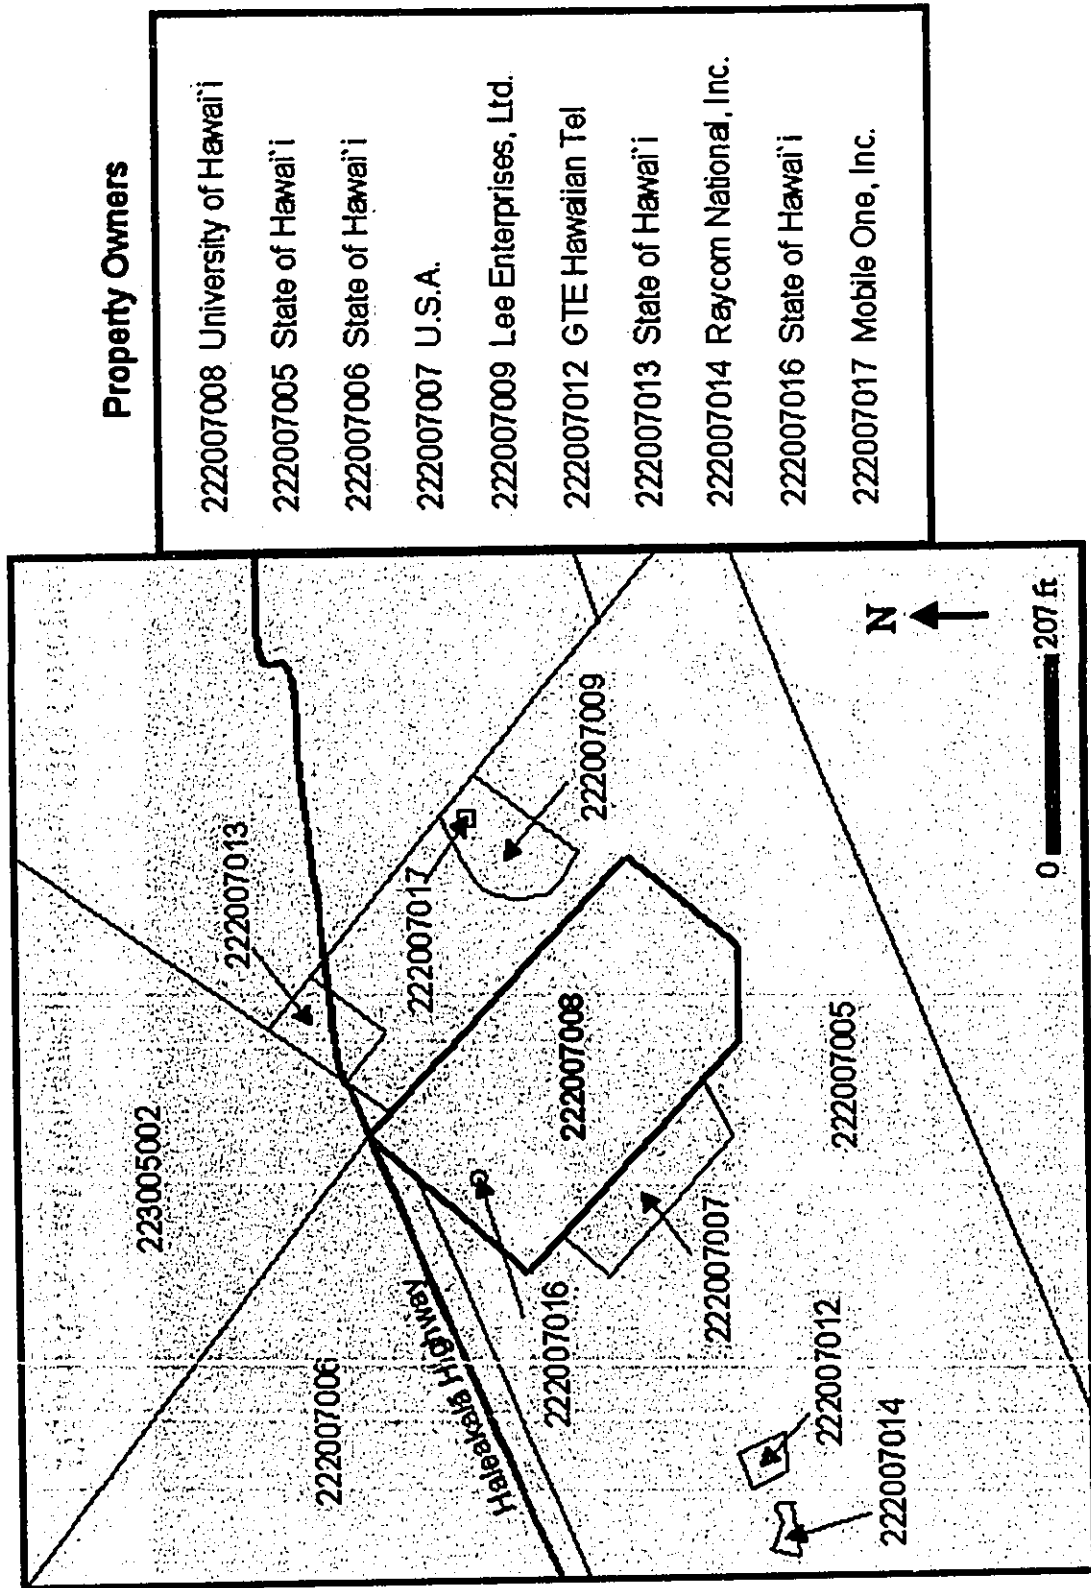 Property Owners
222007008 University of Hawai`i
222007005 State of Hawai`i
222007006 State of Hawai`i
222007007 U.S.A.
222007009 Lee Enterprises, Ltd.
222007012 GTE Hawaiian Tel
222007013 State of Hawai`i
222007014 Raycom National, Inc.
222007016 State of Hawai`i
222007017 Mobile One, Inc.
223005002
222007013
222007006
Haleakala Highway
222007017
222007016
222007008
222007009
222007007
222007012
222007005
222007014
N
0 207 ft